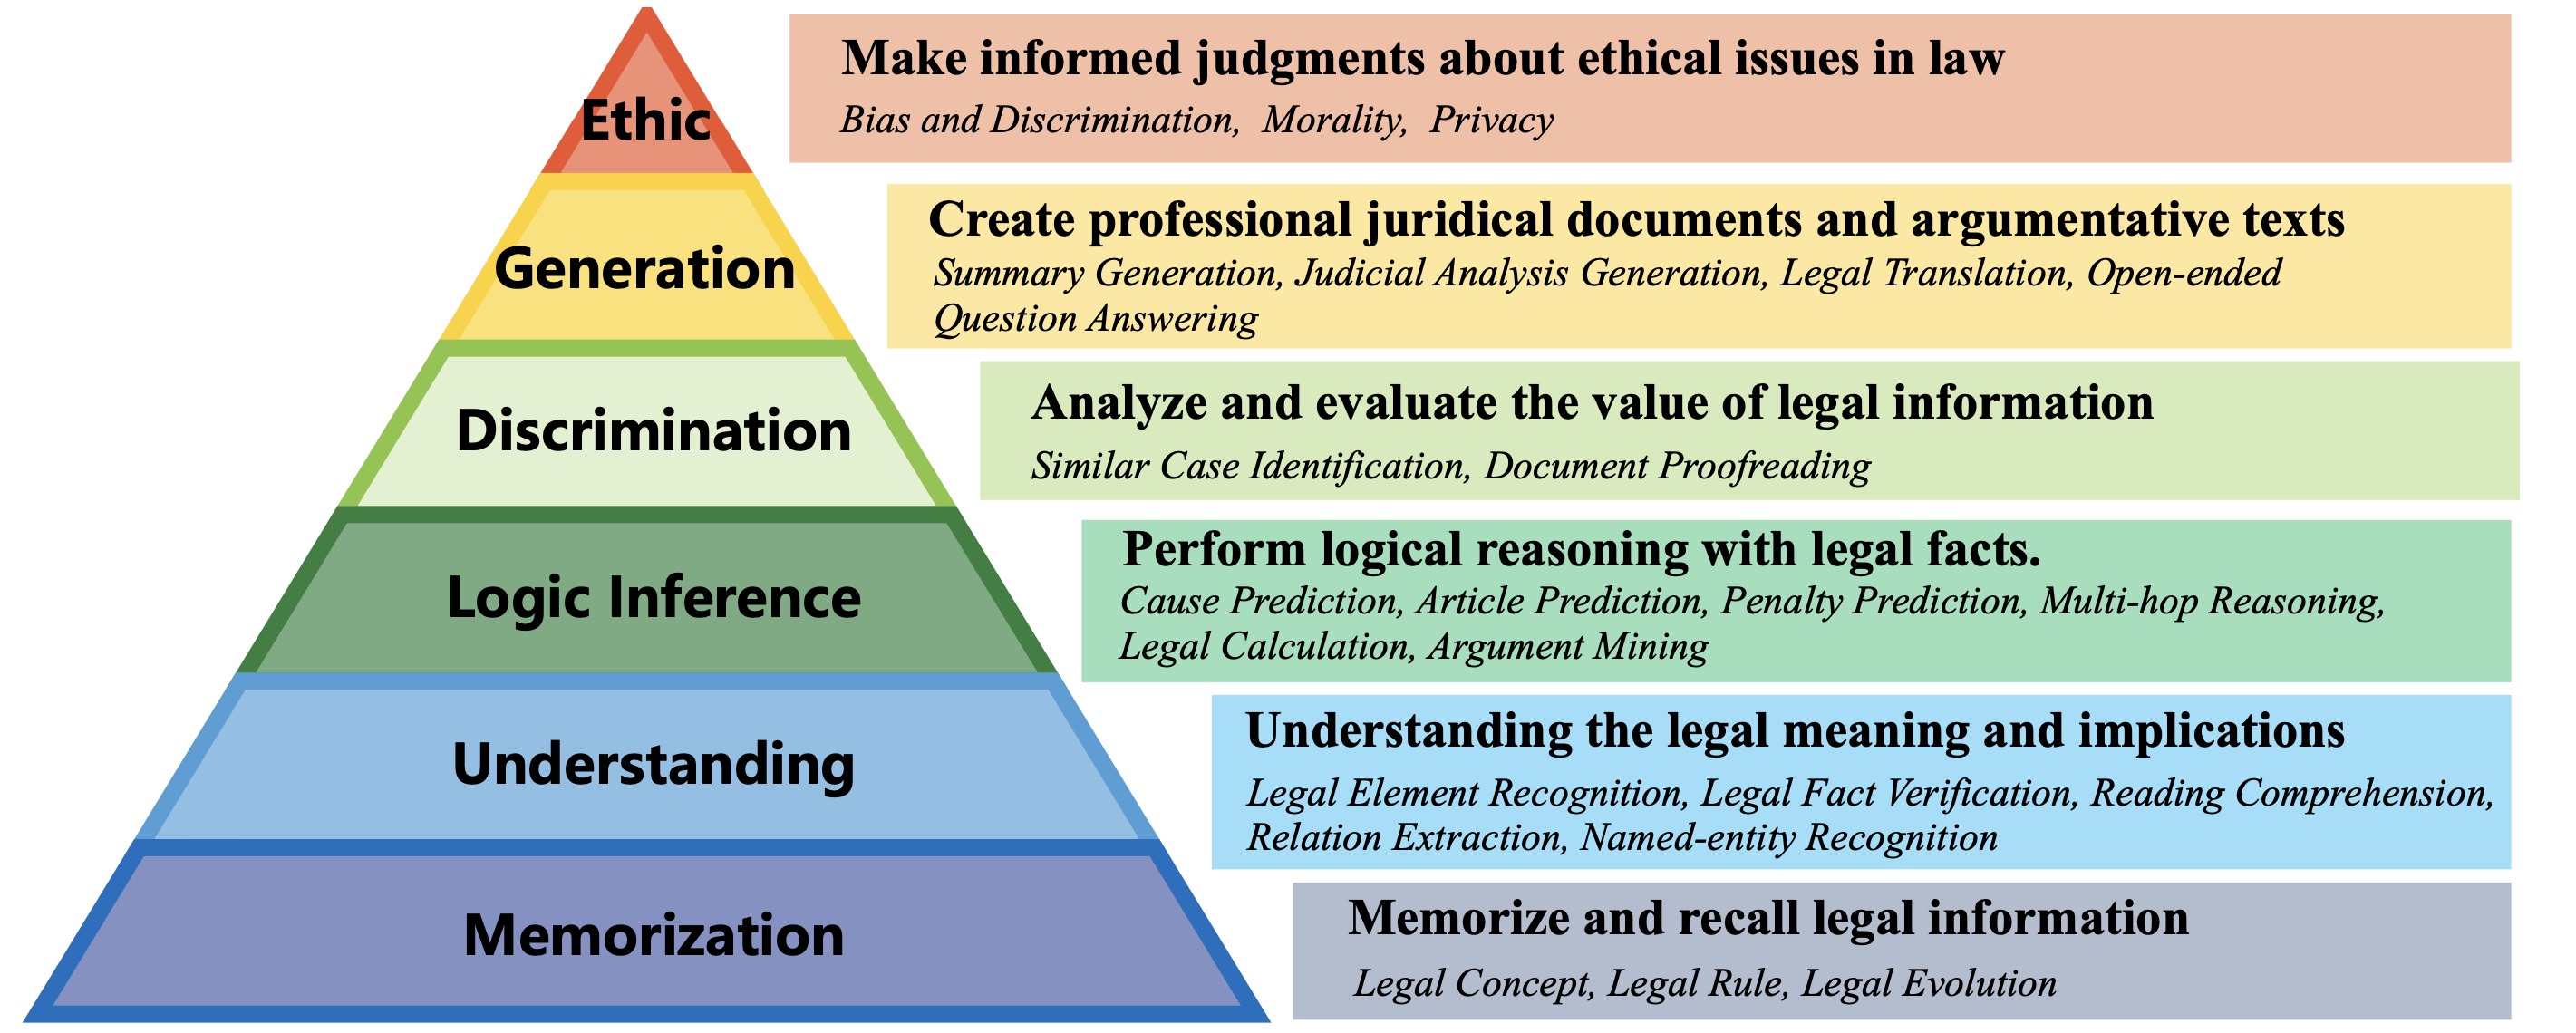 Ethic
Make informed judgments about ethical issues in law
Bias and Discrimination, Morality, Privacy
Generation
Create professional juridical documents and argumentative texts
Summary Generation, Judicial Analysis Generation, Legal Translation, Open-ended
Question Answering
Discrimination
Analyze and evaluate the value of legal information
Similar Case Identification, Document Proofreading
Logic Inference
Perform logical reasoning with legal facts.
Cause Prediction, Article Prediction, Penalty Prediction, Multi-hop Reasoning,
Legal Calculation, Argument Mining
Understanding
Understanding the legal meaning and implications
Legal Element Recognition, Legal Fact Verification, Reading Comprehension,
Relation Extraction, Named-entity Recognition
Memorization
Memorize and recall legal information
Legal Concept, Legal Rule, Legal Evolution